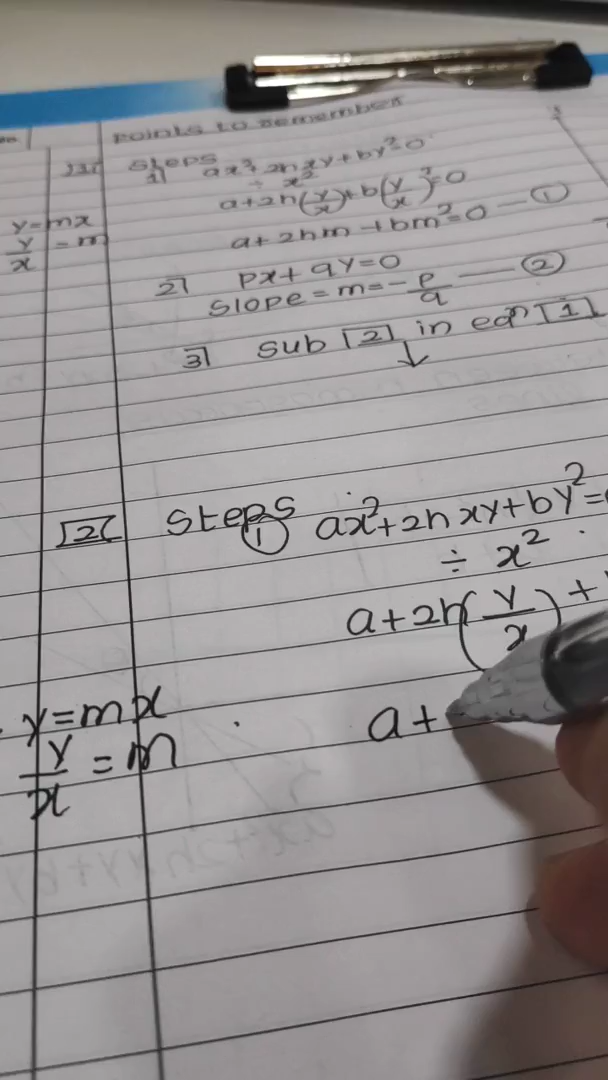 Points to remember
[1] Steps
1] ax²+2hxy+by²=0
÷ x²
a+2h(y/x)+b(y/x)²=0
y=mx
y/x = m
a+2hm+bm²=0 — ①
2] px+qy=0
slope=m=-p/q — ②
3] Sub [2] in eqn [1]
↓
[2] Steps
① ax²+2hxy+by²=
÷ x²
a+2h(y/x)+
y=mx
y/x = m
a+